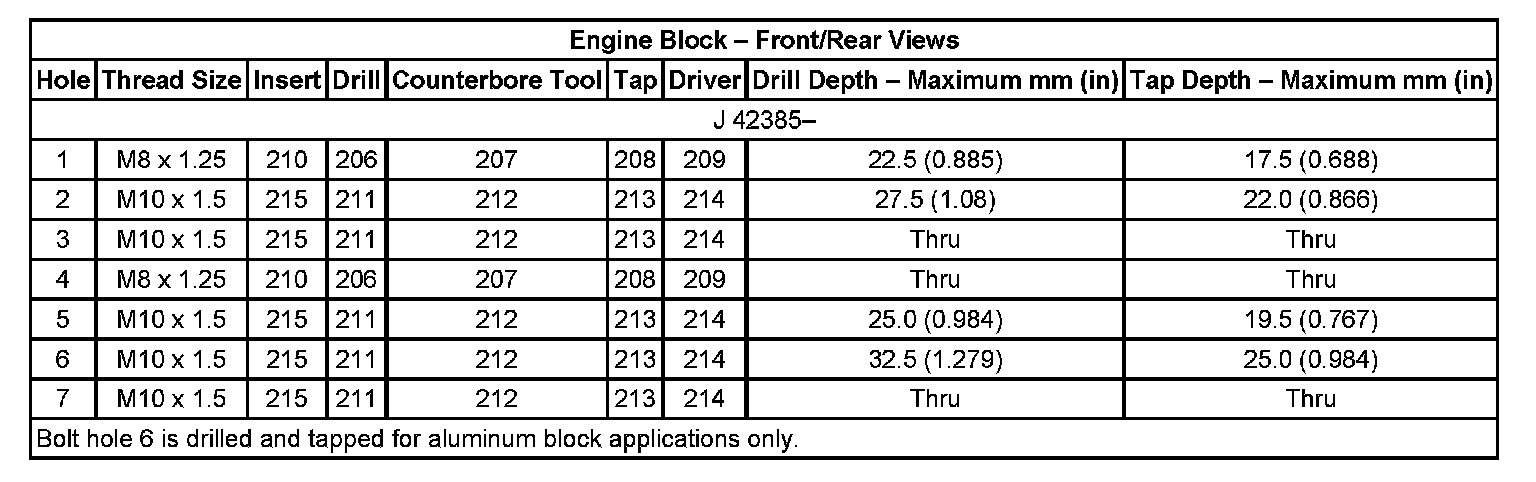 Engine Block – Front/Rear Views
Hole Thread Size Insert Drill Counterbore Tool Tap Driver Drill Depth – Maximum mm (in) Tap Depth – Maximum mm (in)
J 42385–
1 M8 x 1.25 210 206 207 208 209 22.5 (0.885) 17.5 (0.688)
2 M10 x 1.5 215 211 212 213 214 27.5 (1.08) 22.0 (0.866)
3 M10 x 1.5 215 211 212 213 214 Thru Thru
4 M8 x 1.25 210 206 207 208 209 Thru Thru
5 M10 x 1.5 215 211 212 213 214 25.0 (0.984) 19.5 (0.767)
6 M10 x 1.5 215 211 212 213 214 32.5 (1.279) 25.0 (0.984)
7 M10 x 1.5 215 211 212 213 214 Thru Thru
Bolt hole 6 is drilled and tapped for aluminum block applications only.